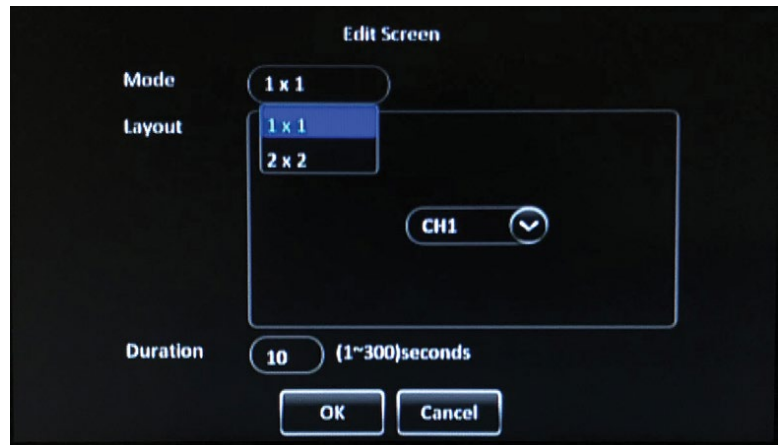 Edit Screen
Mode
1 x 1
Layout
1 x 1
2 x 2
CH1
Duration
10 (1~300)seconds
OK
Cancel